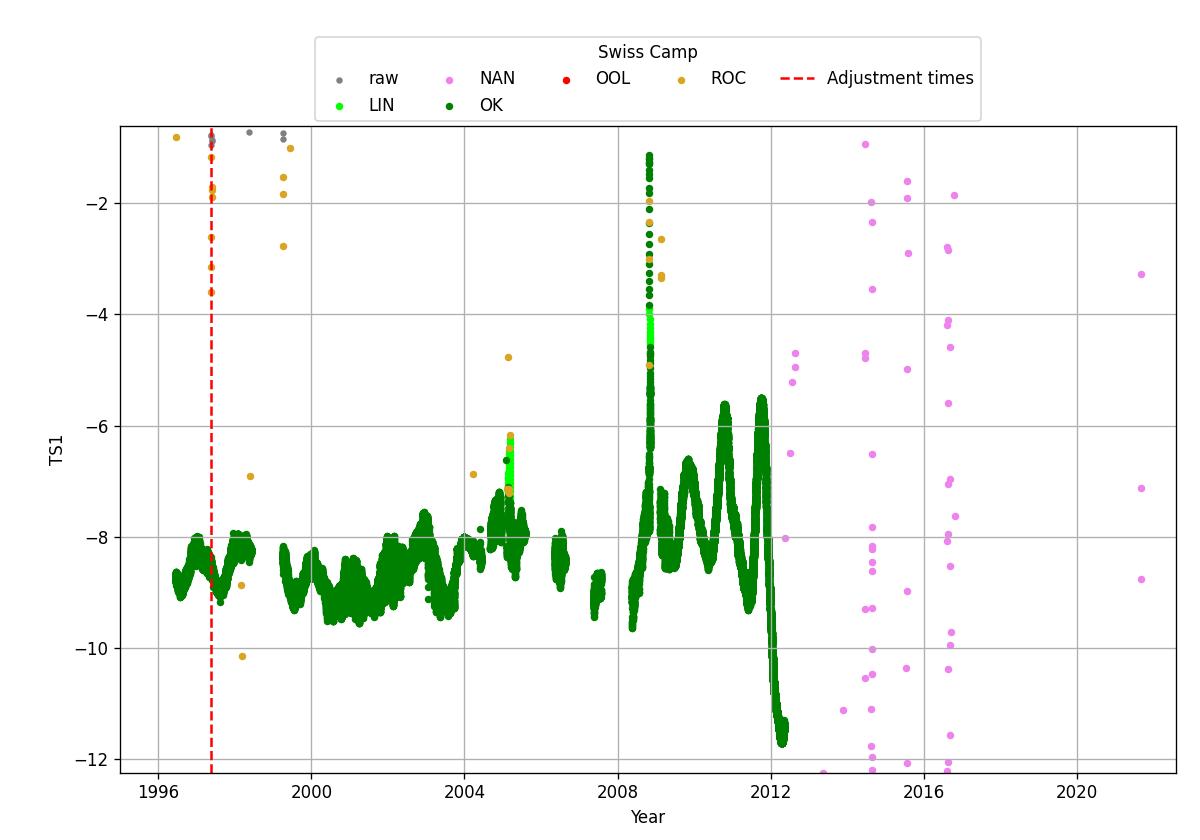 Swiss Camp
raw NAN OOL ROC Adjustment times
LIN OK
−2
−4
−6
−8
−10
−12
TS1
1996 2000 2004 2008 2012 2016 2020
Year